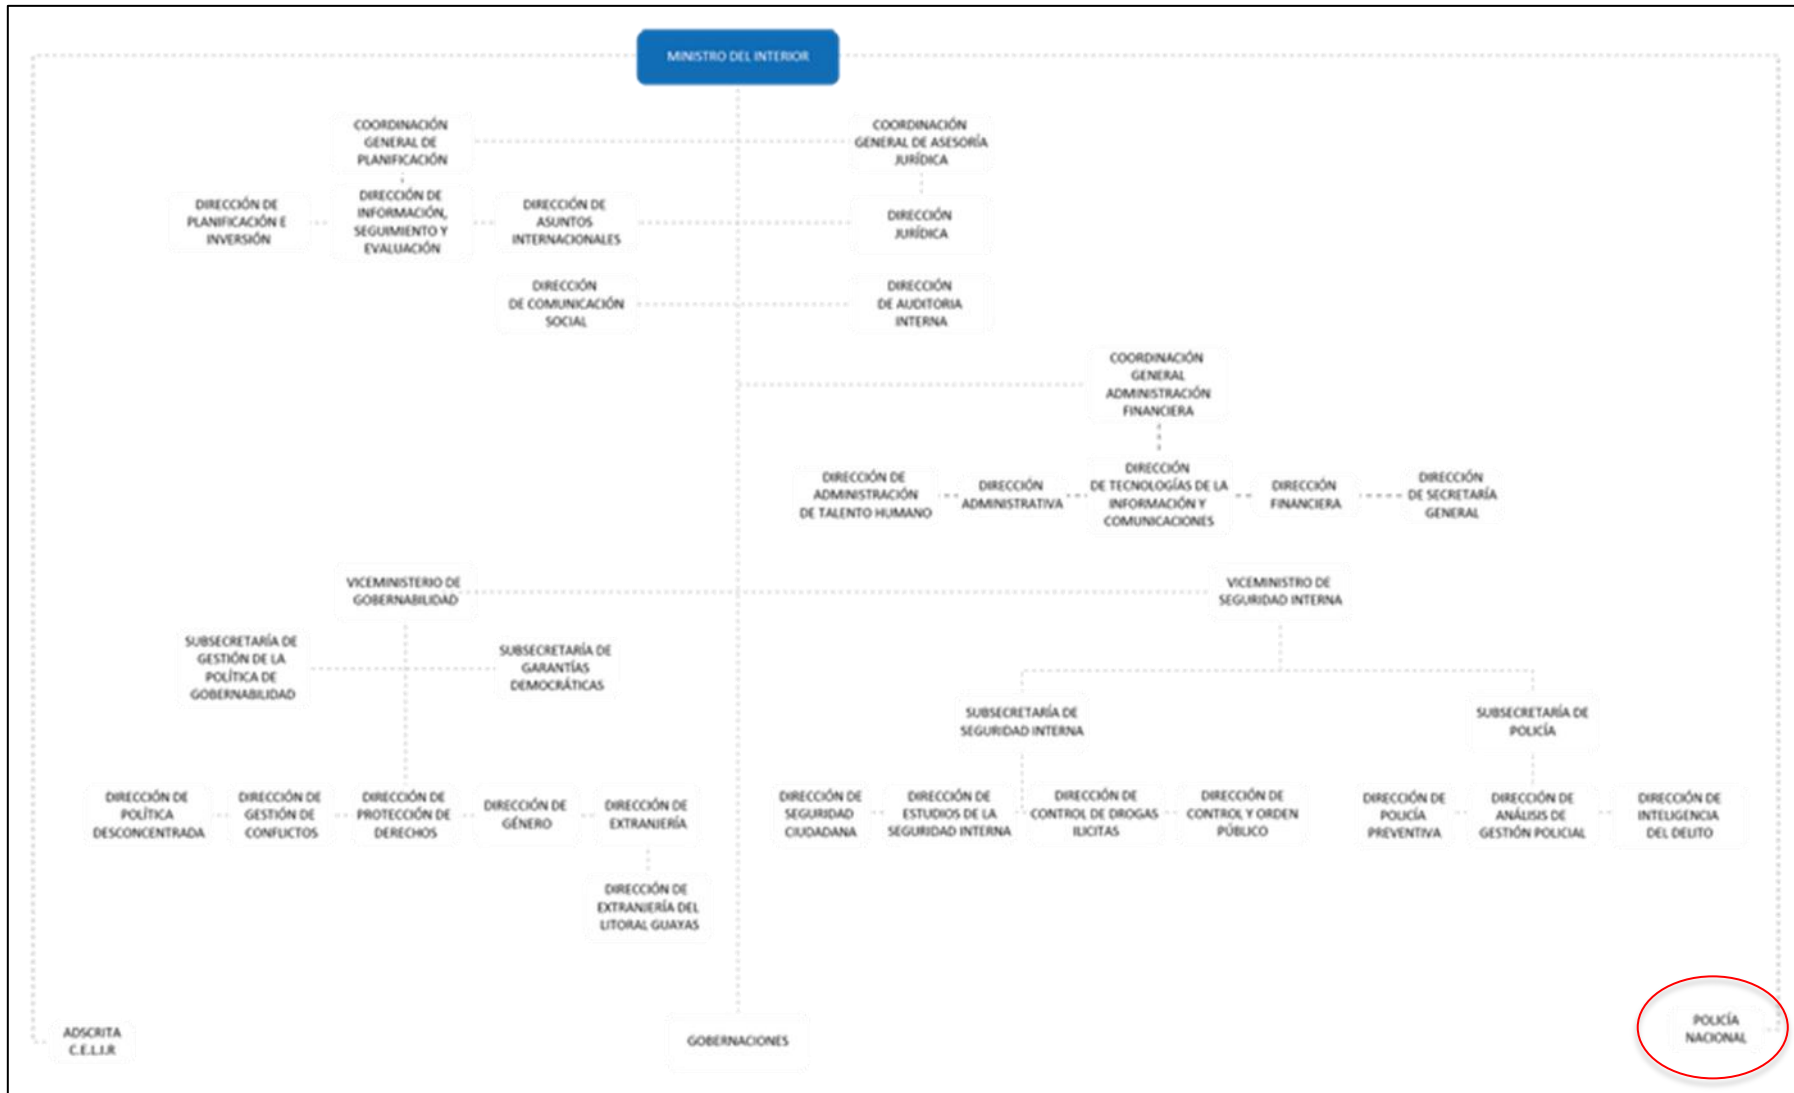 MINISTRO DEL INTERIOR
COORDINACIÓN
GENERAL DE
PLANIFICACIÓN
COORDINACIÓN
GENERAL DE ASESORÍA
JURÍDICA
DIRECCIÓN DE
PLANIFICACIÓN E
INVERSIÓN
DIRECCIÓN DE
INFORMACIÓN,
SEGUIMIENTO Y
EVALUACIÓN
DIRECCIÓN DE
ASUNTOS
INTERNACIONALES
DIRECCIÓN
JURÍDICA
DIRECCIÓN
DE COMUNICACIÓN
SOCIAL
DIRECCIÓN
DE AUDITORIA
INTERNA
COORDINACIÓN
GENERAL
ADMINISTRACIÓN
FINANCIERA
DIRECCIÓN DE
ADMINISTRACIÓN
DE TALENTO HUMANO
DIRECCIÓN
ADMINISTRATIVA
DIRECCIÓN
DE TECNOLOGÍAS DE LA
INFORMACIÓN Y
COMUNICACIONES
DIRECCIÓN
FINANCIERA
DIRECCIÓN
DE SECRETARÍA
GENERAL
VICEMINISTERIO DE
GOBERNABILIDAD
VICEMINISTRO DE
SEGURIDAD INTERNA
SUBSECRETARÍA DE
GESTIÓN DE LA
POLÍTICA DE
GOBERNABILIDAD
SUBSECRETARÍA DE
GARANTÍAS
DEMOCRÁTICAS
SUBSECRETARÍA DE
SEGURIDAD INTERNA
SUBSECRETARÍA DE
POLICÍA
DIRECCIÓN DE
POLÍTICA
DESCONCENTRADA
DIRECCIÓN DE
GESTIÓN DE
CONFLICTOS
DIRECCIÓN DE
PROTECCIÓN DE
DERECHOS
DIRECCIÓN DE
GÉNERO
DIRECCIÓN DE
EXTRANJERÍA
DIRECCIÓN DE
SEGURIDAD
CIUDADANA
DIRECCIÓN DE
ESTUDIOS DE LA
SEGURIDAD INTERNA
DIRECCIÓN DE
CONTROL DE DROGAS
ILICITAS
DIRECCIÓN DE
CONTROL Y ORDEN
PÚBLICO
DIRECCIÓN DE
POLICÍA
PREVENTIVA
DIRECCIÓN DE
ANÁLISIS DE
GESTIÓN POLICIAL
DIRECCIÓN DE
INTELIGENCIA
DEL DELITO
DIRECCIÓN DE
EXTRANJERÍA DEL
LITORAL GUAYAS
ADSCRITA
C.E.L.I.R
GOBERNACIONES
POLICÍA
NACIONAL